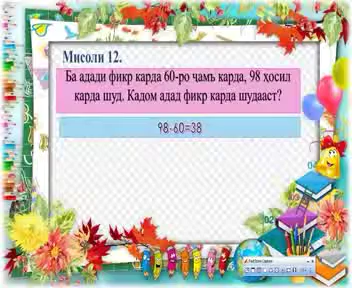 Мисоли 12.
Ба адади фикр карда 60-ро ҷамъ карда, 98 ҳосил
карда шуд. Кадом адад фикр карда шудааст?
98-60=38